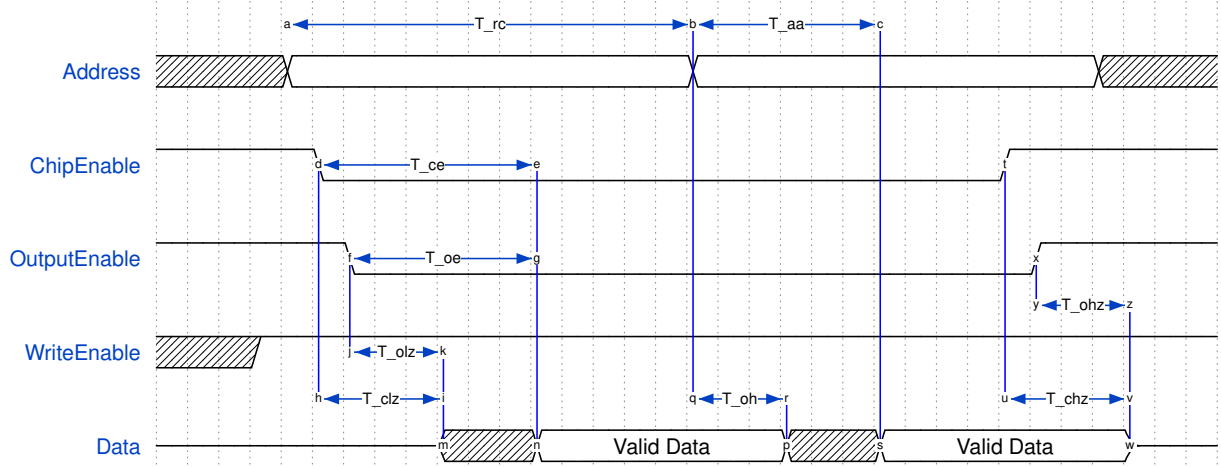 a T_rc b T_aa c
Address
ChipEnable d T_ce e t
OutputEnable f T_oe g x
y T_ohz z
WriteEnable j T_olz k
h T_clz i q T_oh r u T_chz v
Data m n Valid Data p s Valid Data w